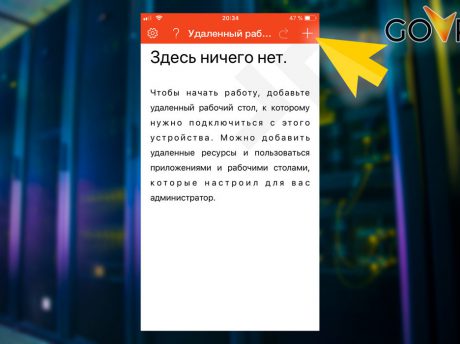 20:34
47 %
? Удаленный раб... +
GOV
Здесь ничего нет.
Чтобы начать работу, добавьте
удаленный рабочий стол, к которому
нужно подключиться с этого
устройства. Можно добавить
удаленные ресурсы и пользоваться
приложениями и рабочими столами,
которые настроил для вас
администратор.